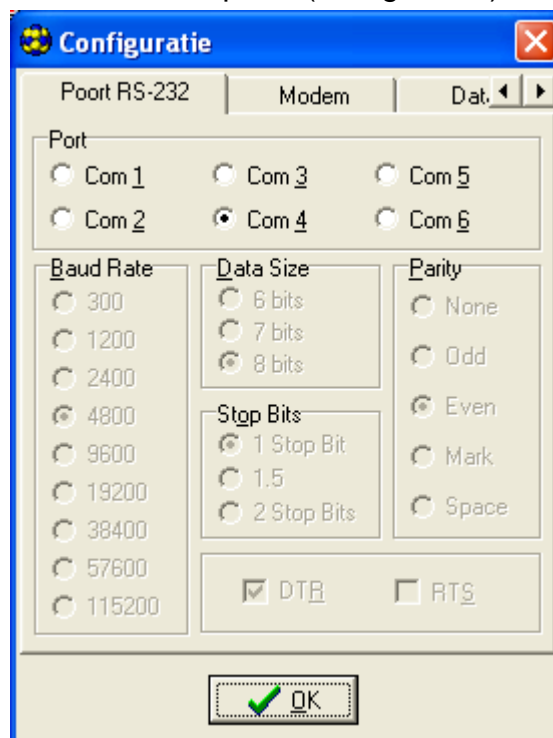 Configuratie
Poort RS-232 Modem Dat
Port
Com 1 Com 3 Com 5
Com 2 Com 4 Com 6
Baud Rate
300
1200
2400
4800
9600
19200
38400
57600
115200
Data Size
6 bits
7 bits
8 bits
Stop Bits
1 Stop Bit
1.5
2 Stop Bits
Parity
None
Odd
Even
Mark
Space
DTR RTS
OK